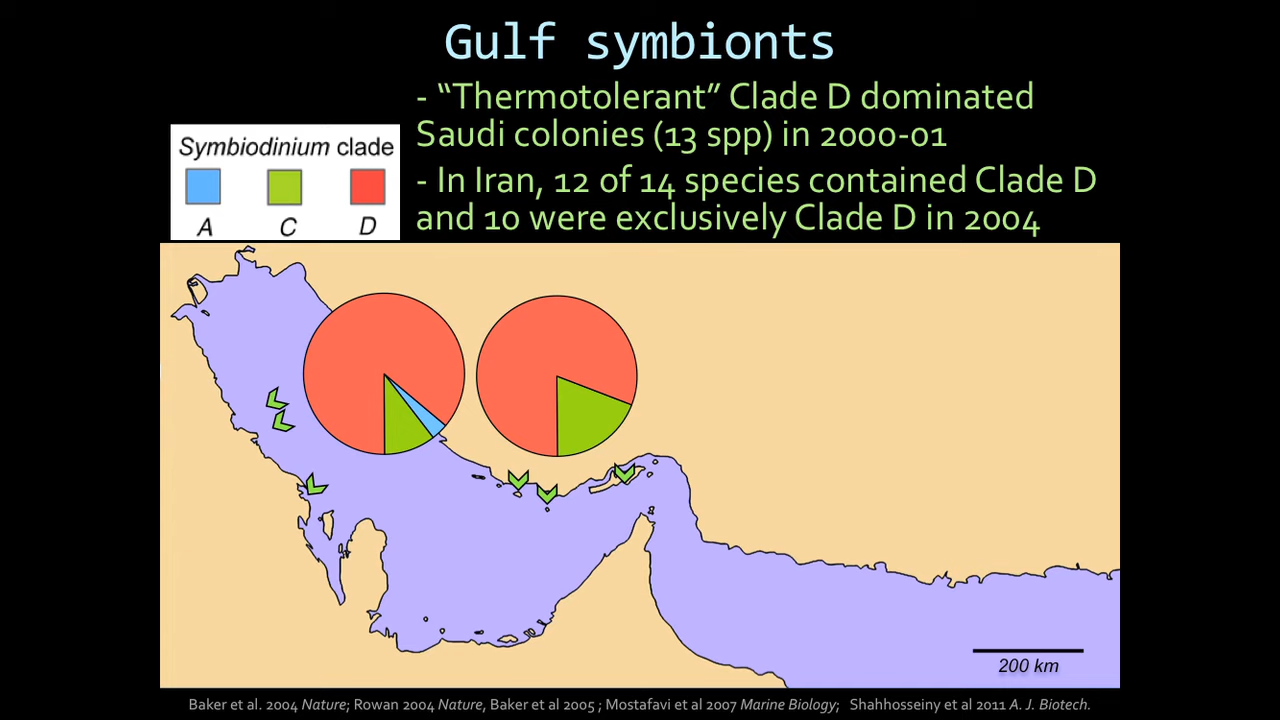 Gulf symbionts
- “Thermotolerant” Clade D dominated
Saudi colonies (13 spp) in 2000-01
- In Iran, 12 of 14 species contained Clade D
and 10 were exclusively Clade D in 2004
Symbiodinium clade
A C D
200 km
Baker et al. 2004 Nature; Rowan 2004 Nature, Baker et al 2005 ; Mostafavi et al 2007 Marine Biology; Shahhosseiny et al 2011 A. J. Biotech.